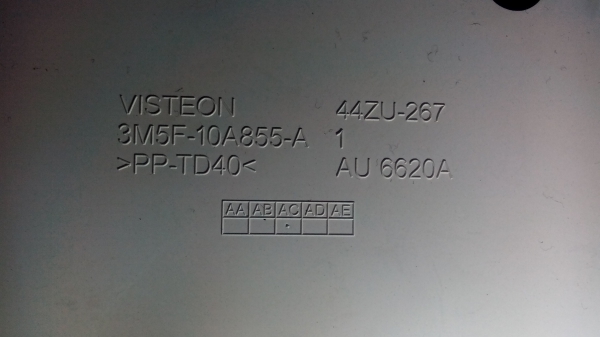 VISTEON 44ZU-267
3M5F-10A855-A 1
>PP-TD40< AU 6620A
AA AB AC AD AE